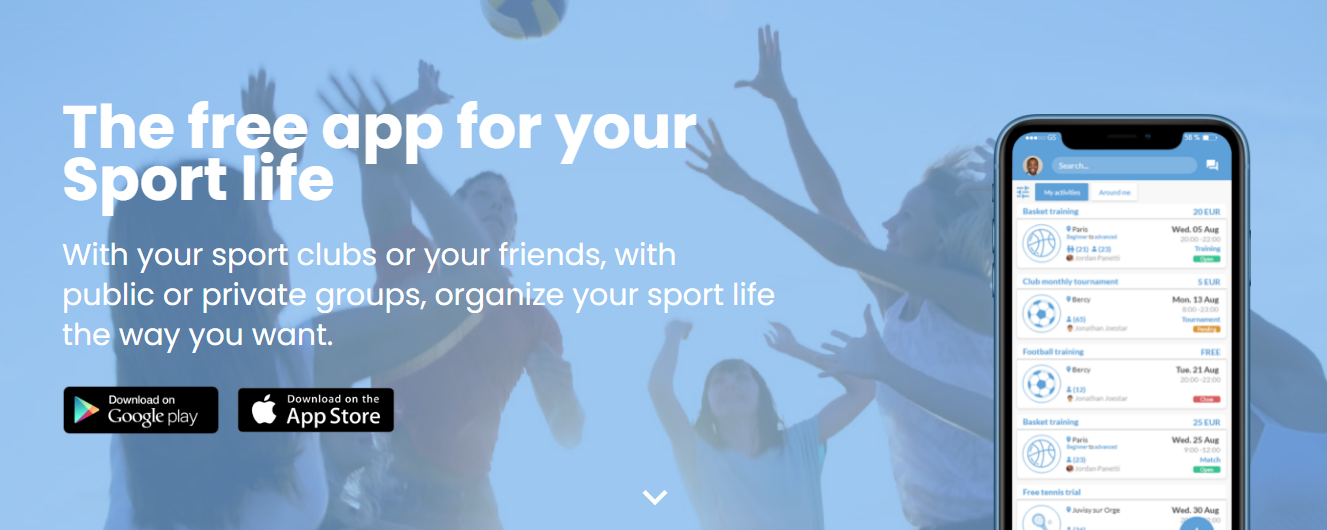 The free app for your
Sport life
With your sport clubs or your friends, with
public or private groups, organize your sport life
the way you want.
Download on
Google play
Download on the
App Store
GS 58 %
Search...
My activities Around me
Basket training 20 EUR
Paris Wed. 05 Aug
Beginner to advanced 20:00 -22:00
(21) (23) Training
Jordan Panetti Open
Club monthly tournament 5 EUR
Bercy Mon. 13 Aug
8:00 -23:00
(65) Tournament
Jonathan Joestar Pending
Football training FREE
Bercy Tue. 21 Aug
20:00 -22:00
(12)
Jonathan Joestar Close
Basket training 25 EUR
Paris Wed. 25 Aug
Beginner to advanced 9:00 -12:00
(23) Match
Jordan Panetti Open
Free tennis trial
Juvisy sur Orge Wed. 30 Aug